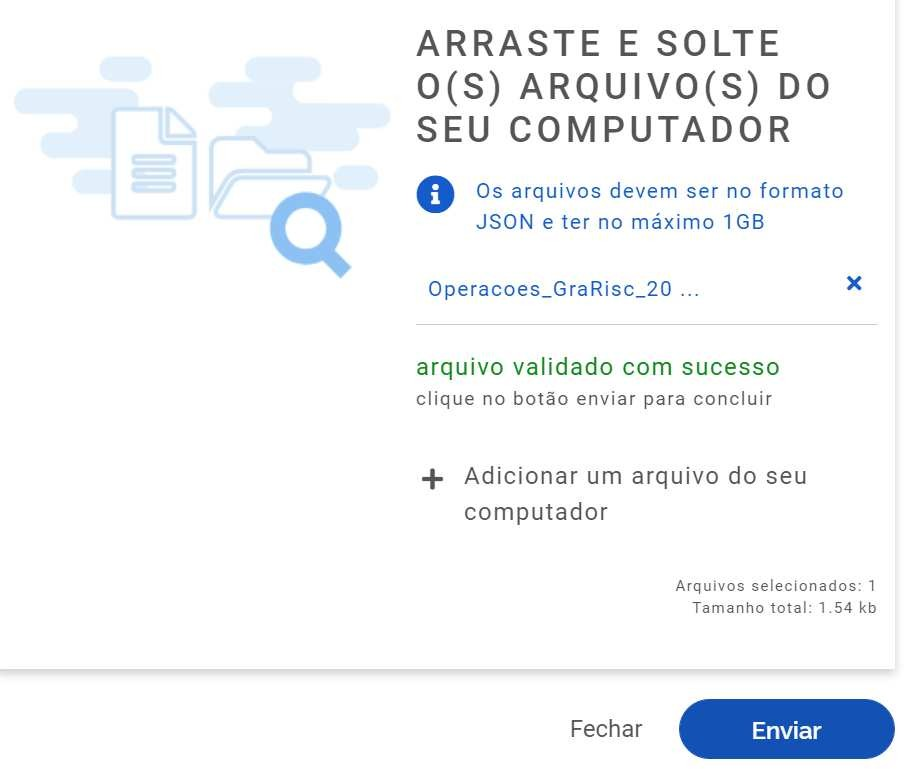 ARRASTE E SOLTE
O(S) ARQUIVO(S) DO
SEU COMPUTADOR
Os arquivos devem ser no formato
JSON e ter no máximo 1GB
Operacoes_GraRisc_20 ...
arquivo validado com sucesso
clique no botão enviar para concluir
Adicionar um arquivo do seu
computador
Arquivos selecionados: 1
Tamanho total: 1.54 kb
Fechar
Enviar